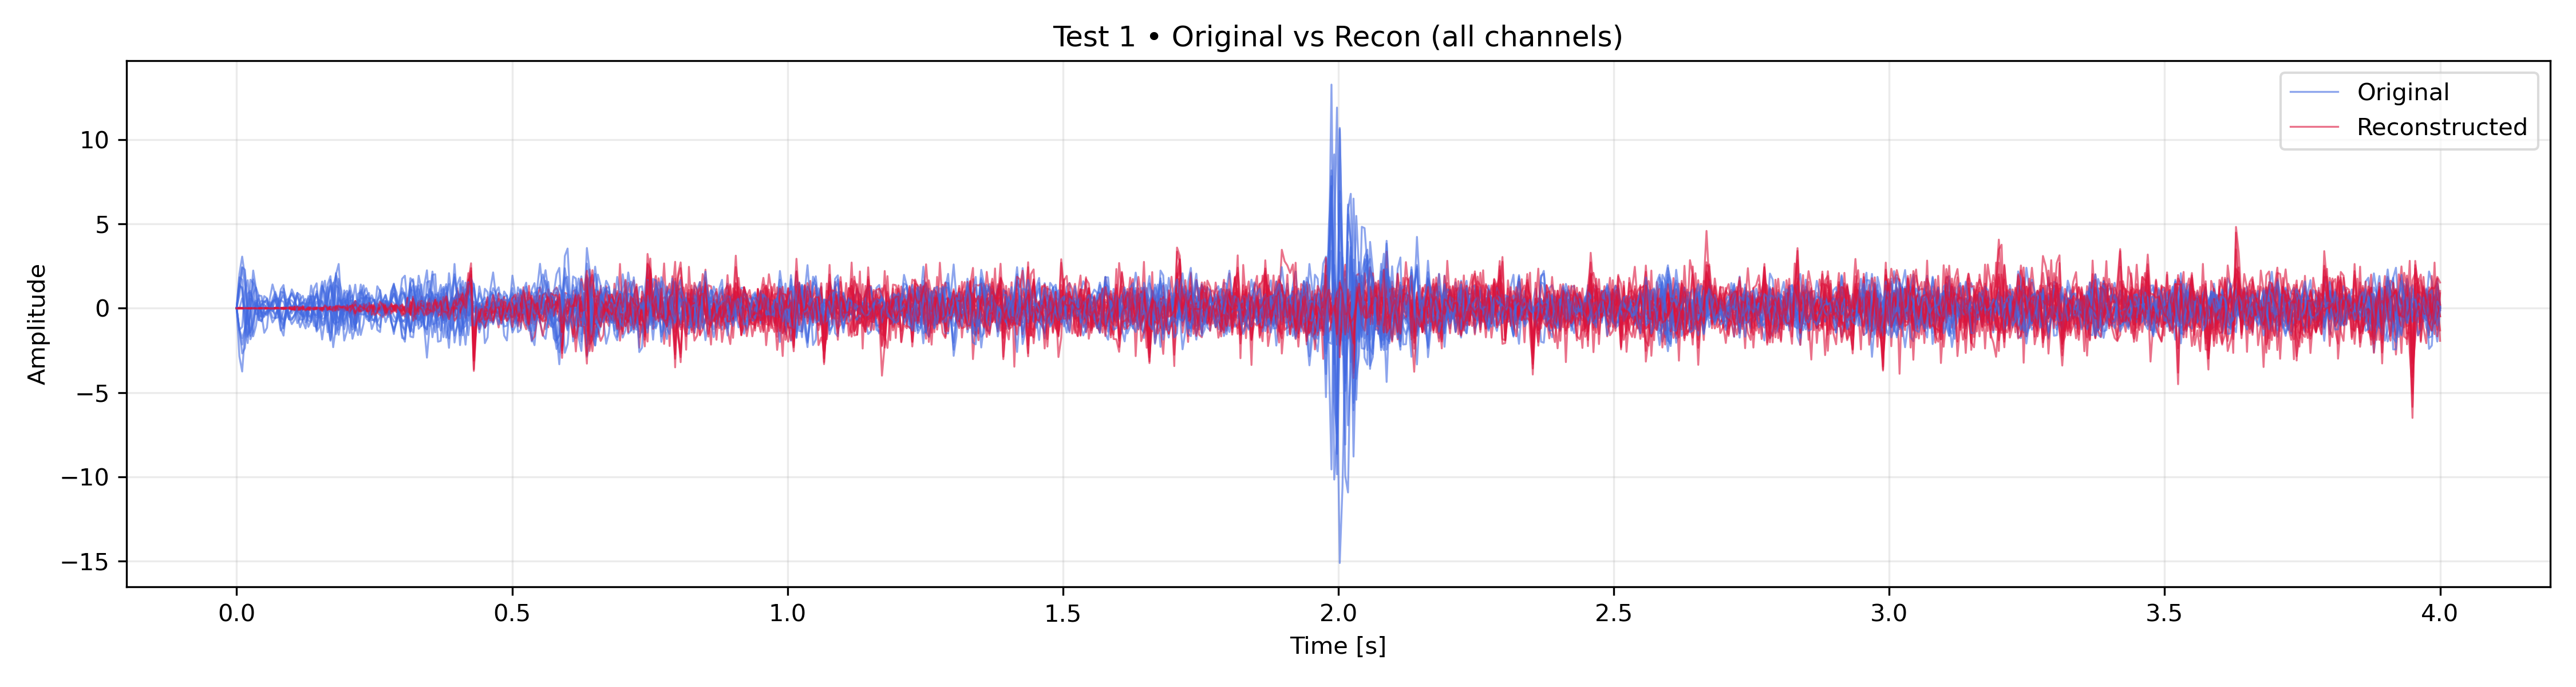 Test 1 • Original vs Recon (all channels)
Original
Reconstructed
Amplitude
10
5
0
−5
−10
−15
0.0 0.5 1.0 1.5 2.0 2.5 3.0 3.5 4.0
Time [s]